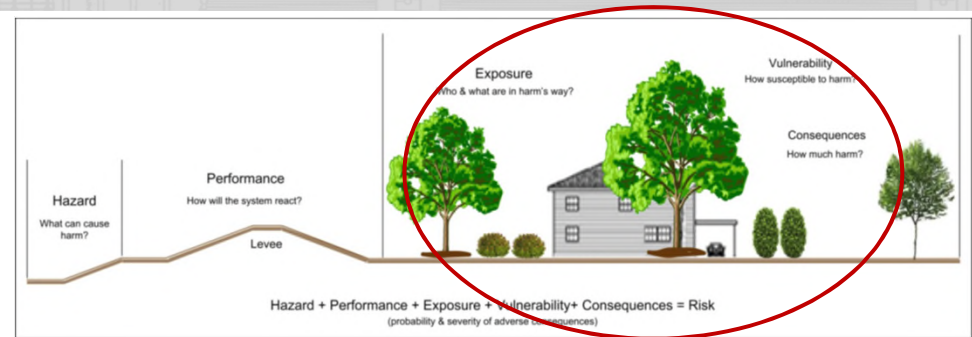 Exposure
Who & what are in harm's way?
Vulnerability
How susceptible to harm?
Consequences
How much harm?
Performance
How will the system react?
Hazard
What can cause
harm?
Levee
Hazard + Performance + Exposure + Vulnerability+ Consequences = Risk
(probability & severity of adverse consequences)